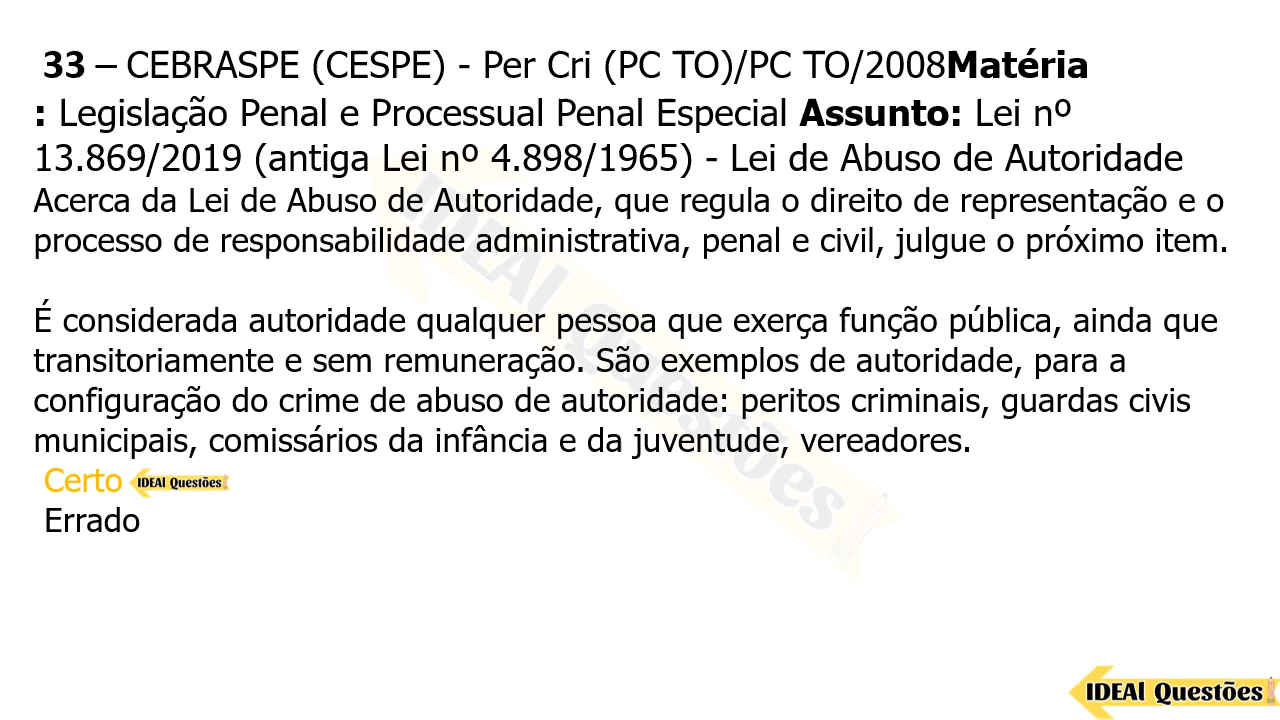 33 – CEBRASPE (CESPE) - Per Cri (PC TO)/PC TO/2008Matéria
: Legislação Penal e Processual Penal Especial Assunto: Lei nº
13.869/2019 (antiga Lei nº 4.898/1965) - Lei de Abuso de Autoridade
Acerca da Lei de Abuso de Autoridade, que regula o direito de representação e o
processo de responsabilidade administrativa, penal e civil, julgue o próximo item.
É considerada autoridade qualquer pessoa que exerça função pública, ainda que
transitoriamente e sem remuneração. São exemplos de autoridade, para a
configuração do crime de abuso de autoridade: peritos criminais, guardas civis
municipais, comissários da infância e da juventude, vereadores.
Certo IDEAl Questões
Errado
IDEAl Questões
IDEAl Questões